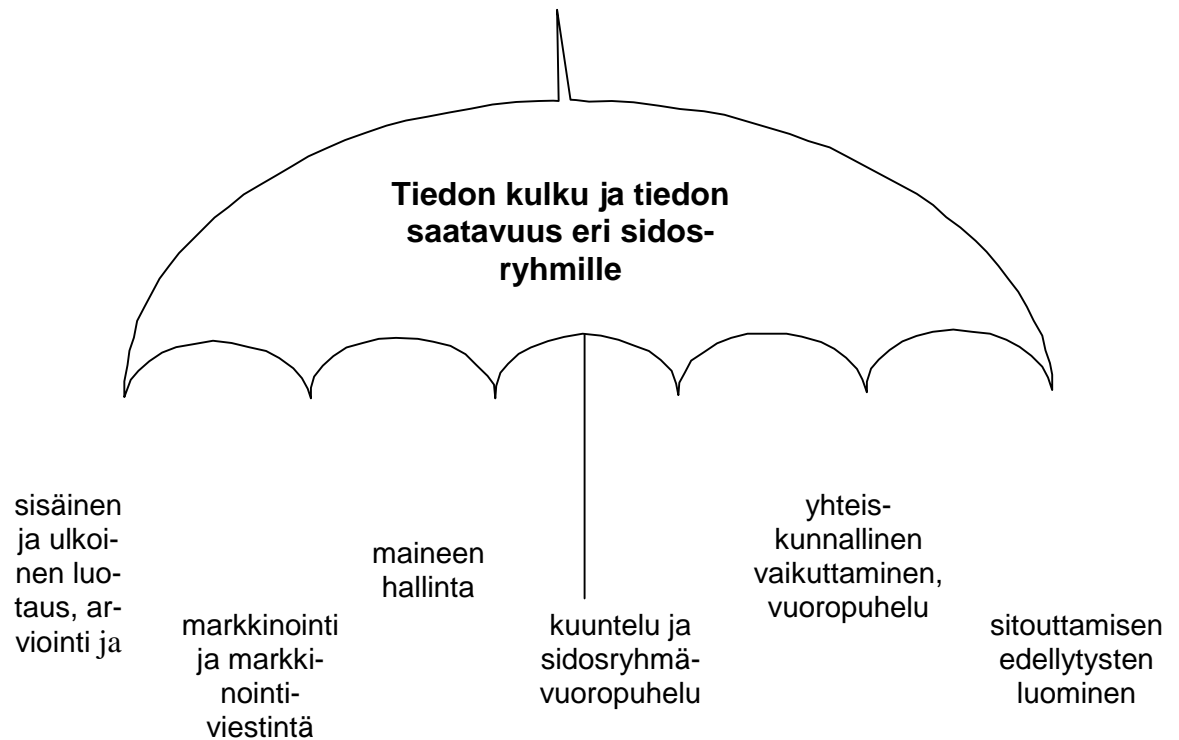 Tiedon kulku ja tiedon
saatavuus eri sidos-
ryhmille
sisäinen
ja ulkoi-
nen luo-
taus, ar-
viointi ja
markkinointi
ja markki-
nointi-
viestintä
maineen
hallinta
kuuntelu ja
sidosryhmä-
vuoropuhelu
yhteis-
kunnallinen
vaikuttaminen,
vuoropuhelu
sitouttamisen
edellytysten
luominen